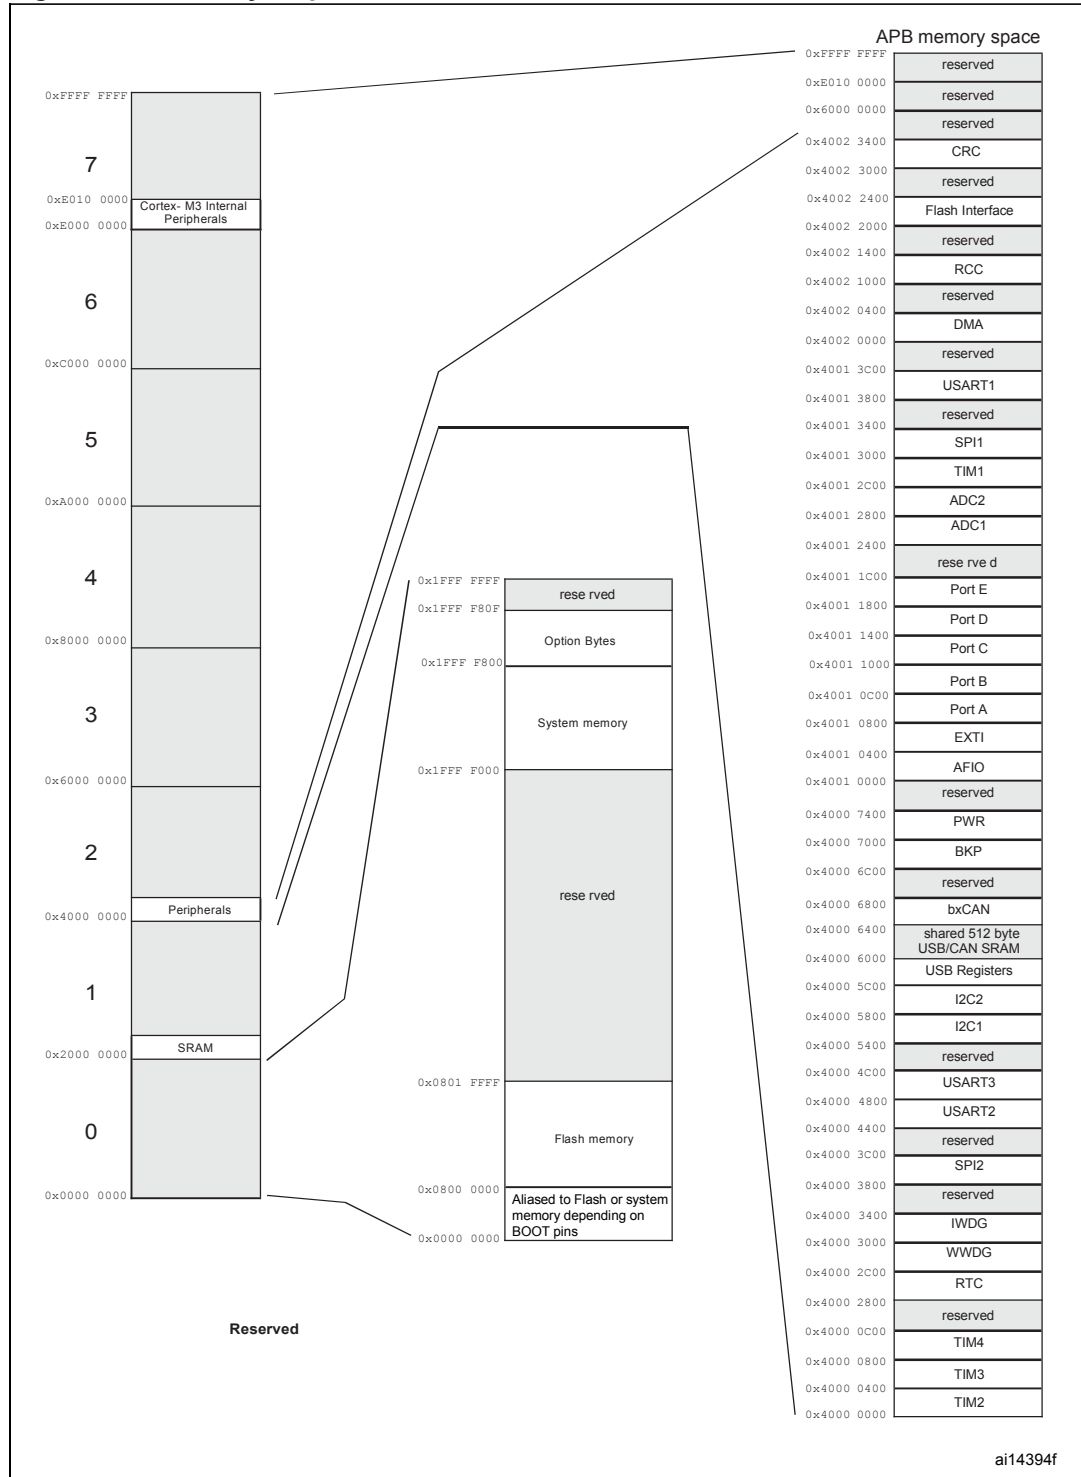 APB memory space
0xFFFF FFFF
7
0xE010 0000
Cortex- M3 Internal
Peripherals
0xE000 0000
6
0xC000 0000
5
0xA000 0000
4
0x8000 0000
3
0x6000 0000
2
Peripherals
0x4000 0000
1
SRAM
0x2000 0000
0
0x0000 0000
Reserved
0x1FFF FFFF
rese rved
0x1FFF F80F
Option Bytes
0x1FFF F800
System memory
0x1FFF F000
rese rved
0x0801 FFFF
Flash memory
0x0800 0000
Aliased to Flash or system
memory depending on
BOOT pins
0x0000 0000
0xFFFF FFFF
reserved
0xE010 0000
reserved
0x6000 0000
reserved
0x4002 3400
CRC
0x4002 3000
reserved
0x4002 2400
Flash Interface
0x4002 2000
reserved
0x4002 1400
RCC
0x4002 1000
reserved
0x4002 0400
DMA
0x4002 0000
reserved
0x4001 3C00
USART1
0x4001 3800
reserved
0x4001 3400
SPI1
0x4001 3000
TIM1
0x4001 2C00
ADC2
0x4001 2800
ADC1
0x4001 2400
rese rve d
0x4001 1C00
Port E
0x4001 1800
Port D
0x4001 1400
Port C
0x4001 1000
Port B
0x4001 0C00
Port A
0x4001 0800
EXTI
0x4001 0400
AFIO
0x4001 0000
reserved
0x4000 7400
PWR
0x4000 7000
BKP
0x4000 6C00
reserved
0x4000 6800
bxCAN
0x4000 6400
shared 512 byte
USB/CAN SRAM
0x4000 6000
USB Registers
0x4000 5C00
I2C2
0x4000 5800
I2C1
0x4000 5400
reserved
0x4000 4C00
USART3
0x4000 4800
USART2
0x4000 4400
reserved
0x4000 3C00
SPI2
0x4000 3800
reserved
0x4000 3400
IWDG
0x4000 3000
WWDG
0x4000 2C00
RTC
0x4000 2800
reserved
0x4000 0C00
TIM4
0x4000 0800
TIM3
0x4000 0400
TIM2
0x4000 0000
ai14394f